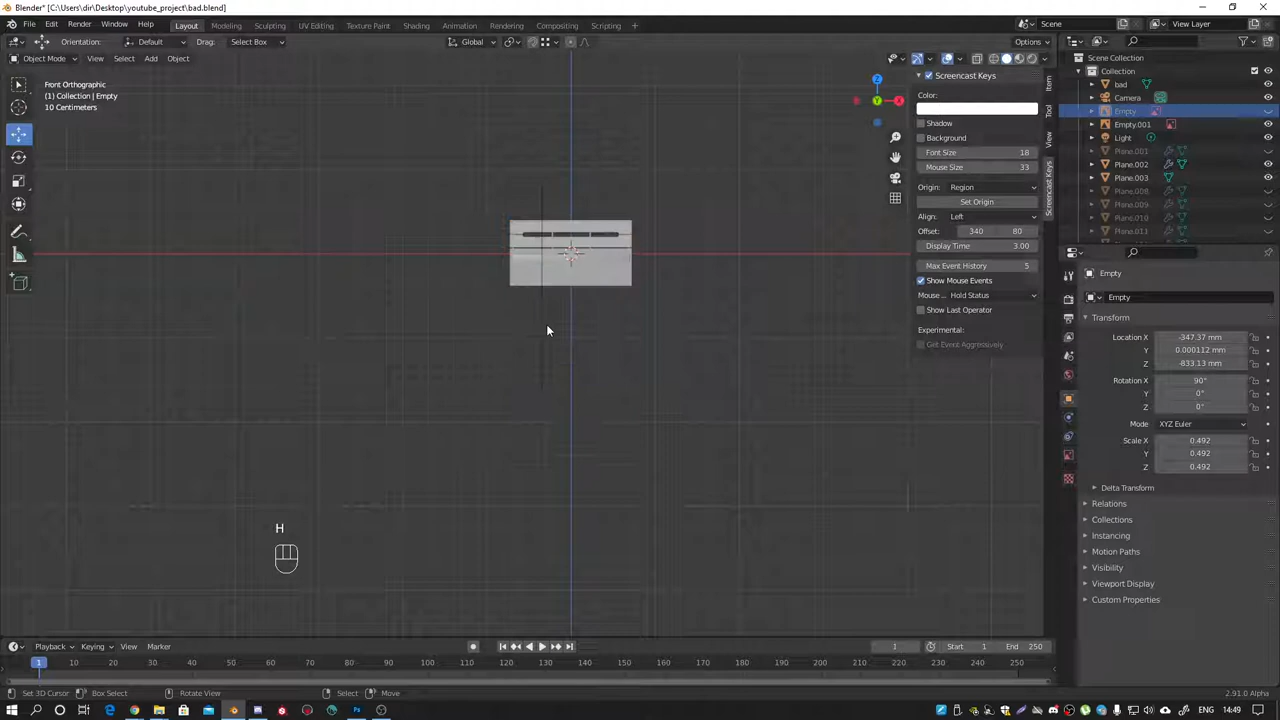 Blender* [C:\Users\dir\Desktop\youtube_project\bad.blend]
File Edit Render Window Help Layout Modeling Sculpting UV Editing Texture Paint Shading Animation Rendering Compositing Scripting Scene View Layer
Orientation: Default Drag: Select Box Global Options
Object Mode View Select Add Object
Front Orthographic
(1) Collection | Empty
10 Centimeters
Z
X
Y
Screencast Keys
Color:
Shadow
Background
Font Size 18
Mouse Size 33
Origin: Region
Set Origin
Align: Left
Offset: 340 80
Display Time 3.00
Max Event History 5
Show Mouse Events
Mouse ... Hold Status
Show Last Operator
Experimental:
Get Event Aggressively
Item
Tool
View
Screencast Keys
Scene Collection
Collection
bad
Camera
Empty
Empty.001
Light
Plane.001
Plane.002
Plane.003
Plane.008
Plane.009
Plane.010
Plane.011
Empty
Empty
Transform
Location X -347.37 mm
Y 0.000112 mm
Z -833.13 mm
Rotation X 90°
Y 0°
Z 0°
Mode XYZ Euler
Scale X 0.492
Y 0.492
Z 0.492
Delta Transform
Relations
Collections
Instancing
Motion Paths
Visibility
Viewport Display
Custom Properties
H
Playback Keying View Marker 1 Start 1 End 250
1 10 20 30 40 50 60 70 80 90 100 110 120 130 140 150 160 170 180 190 200 210 220 230 240 250
Set 3D Cursor Box Select Rotate View Select Move 2.91.0 Alpha
ENG 14:49